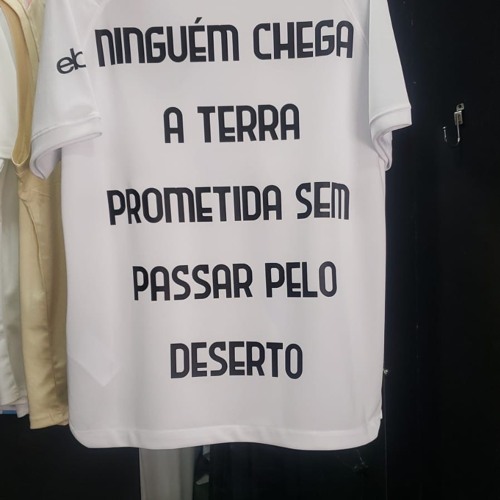 NINGUÉM CHEGA
A TERRA
PROMETIDA SEM
PASSAR PELO
DESERTO